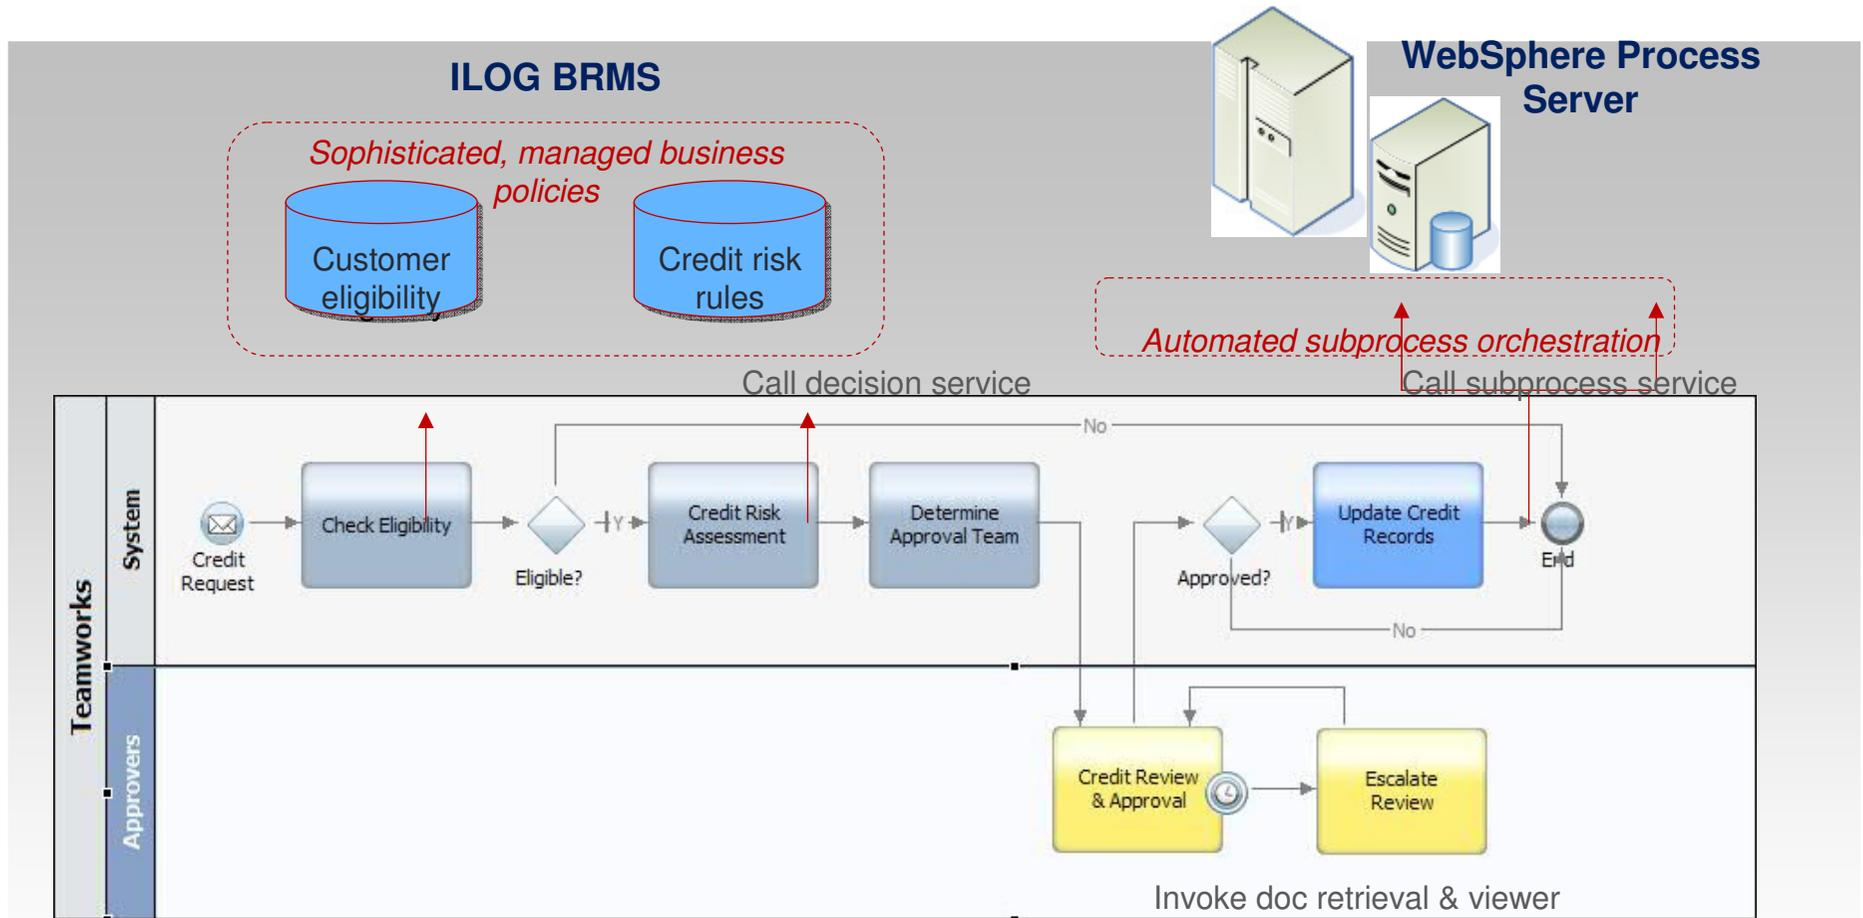 ILOG BRMS
WebSphere Process
Server
Sophisticated, managed business
policies
Customer
eligibility
Credit risk
rules
Automated subprocess orchestration
Call decision service
Call subprocess service
Teamworks
System
Credit
Request
Check Eligibility
Eligible?
No
Y
Credit Risk
Assessment
Determine
Approval Team
Approved?
Y
No
Update Credit
Records
End
Approvers
Credit Review
& Approval
Escalate
Review
Invoke doc retrieval & viewer